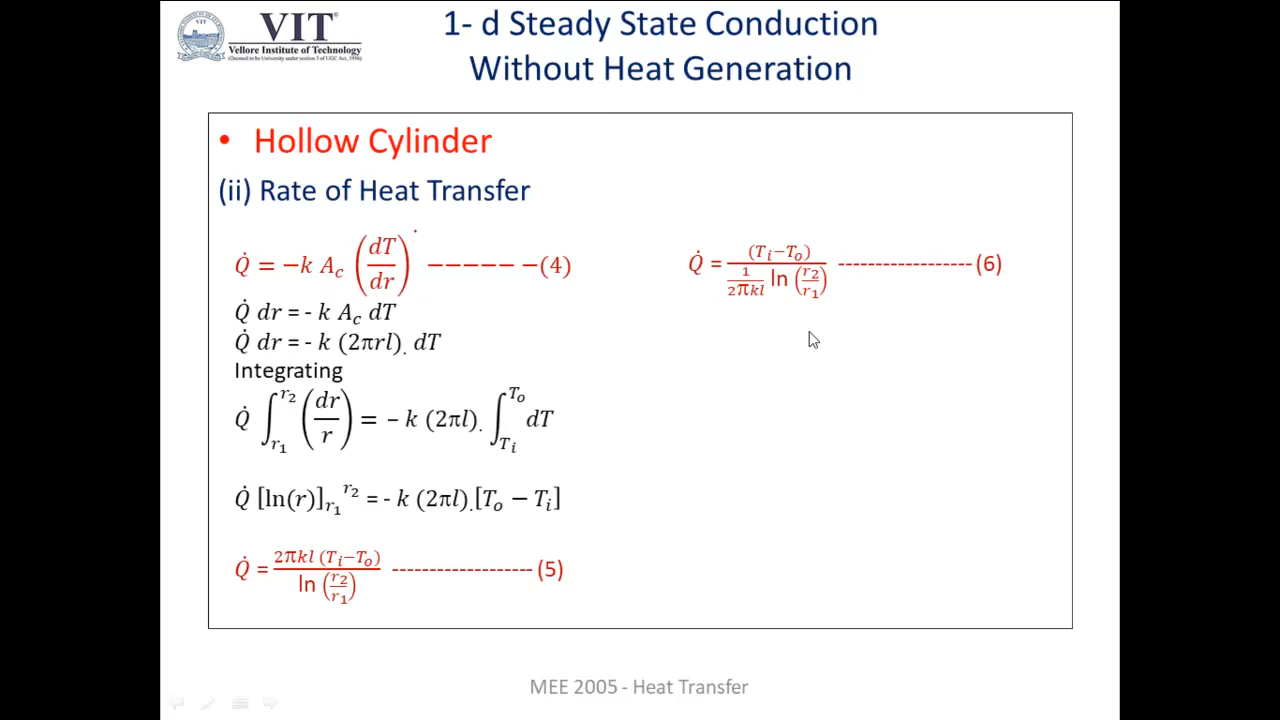 VIT®
Vellore Institute of Technology
(Deemed to be University under section 3 of UGC Act, 1956)
1- d Steady State Conduction
Without Heat Generation
• Hollow Cylinder
(ii) Rate of Heat Transfer
Q̇ = −k A_c (dT/dr) − − − − − −(4)
Q̇ dr = - k A_c dT
Q̇ dr = - k (2πrl). dT
Integrating
Q̇ ∫_{r₁}^{r₂} (dr/r) = − k (2πl). ∫_{T_i}^{T_o} dT
Q̇ [ln(r)]_{r₁}^{r₂} = - k (2πl).[T_o − T_i]
Q̇ = 2πkl (T_i−T_o) / ln (r₂/r₁) ------------------- (5)
Q̇ = (T_i−T_o) / (1/2πkl ln (r₂/r₁)) ------------------ (6)
MEE 2005 - Heat Transfer